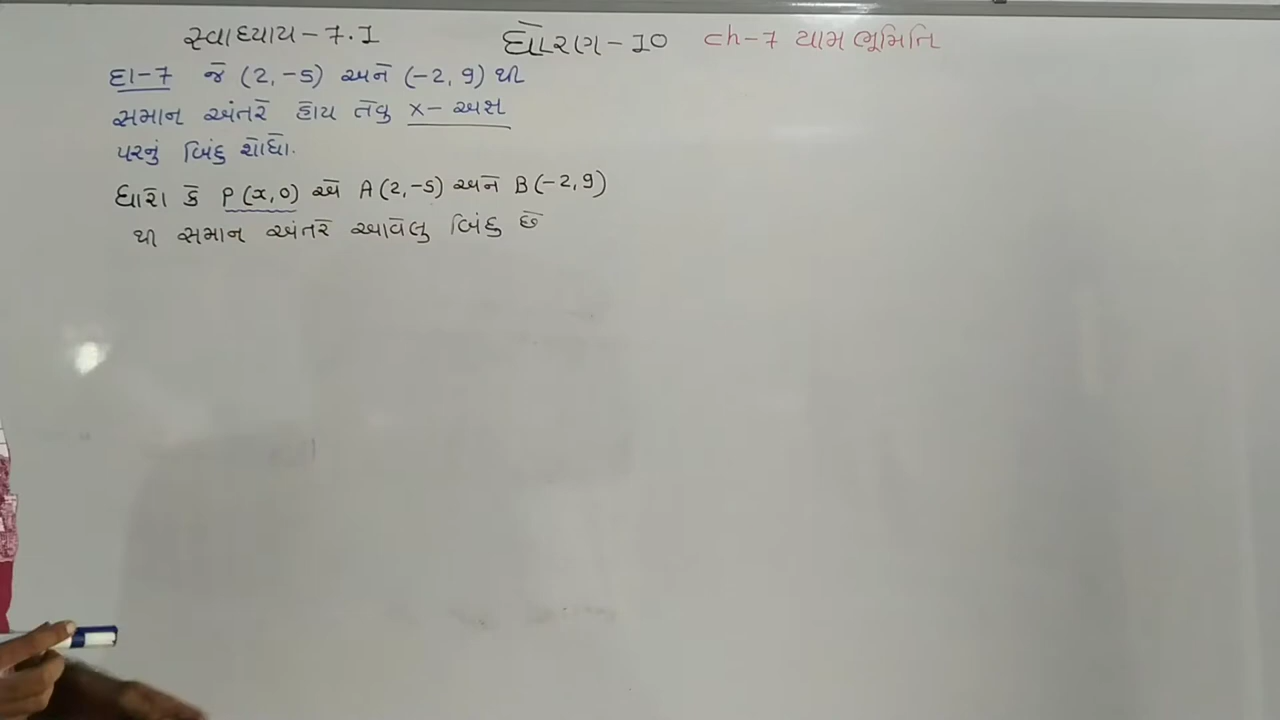 સ્વાધ્યાય - 7.1 ધોરણ - 10 ch-7 યામ ભૂમિતિ
દા-7 જે (2, -5) અને (-2, 9) થી
સમાન અંતરે હોય તેવુ x- અક્ષ
પરનું બિંદુ શોધો.
ધારો કે P(x,0) એ A(2,-5) અને B(-2,9)
થી સમાન અંતરે આવેલુ બિંદુ છે